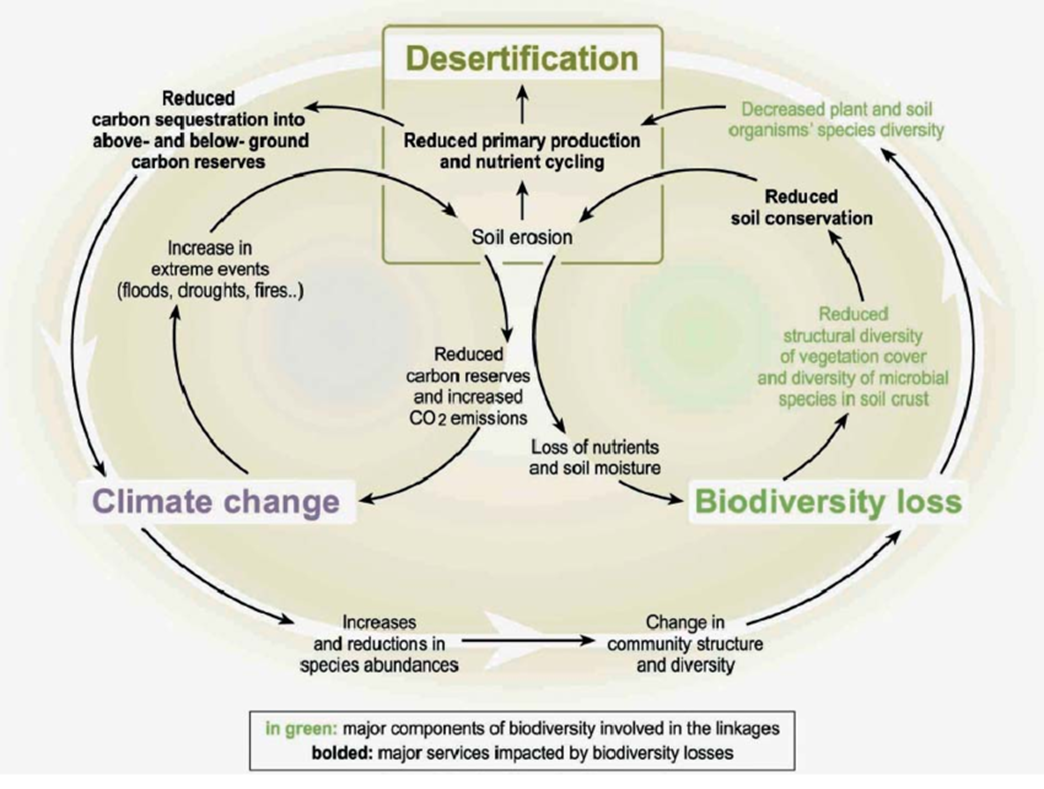 Desertification
Reduced
carbon sequestration into
above- and below- ground
carbon reserves
Reduced primary production
and nutrient cycling
Decreased plant and soil
organisms' species diversity
Reduced
soil conservation
Soil erosion
Increase in
extreme events
(floods, droughts, fires..)
Reduced
structural diversity
of vegetation cover
and diversity of microbial
species in soil crust
Reduced
carbon reserves
and increased
CO2 emissions
Loss of nutrients
and soil moisture
Climate change
Biodiversity loss
Increases
and reductions in
species abundances
Change in
community structure
and diversity
in green: major components of biodiversity involved in the linkages
bolded: major services impacted by biodiversity losses